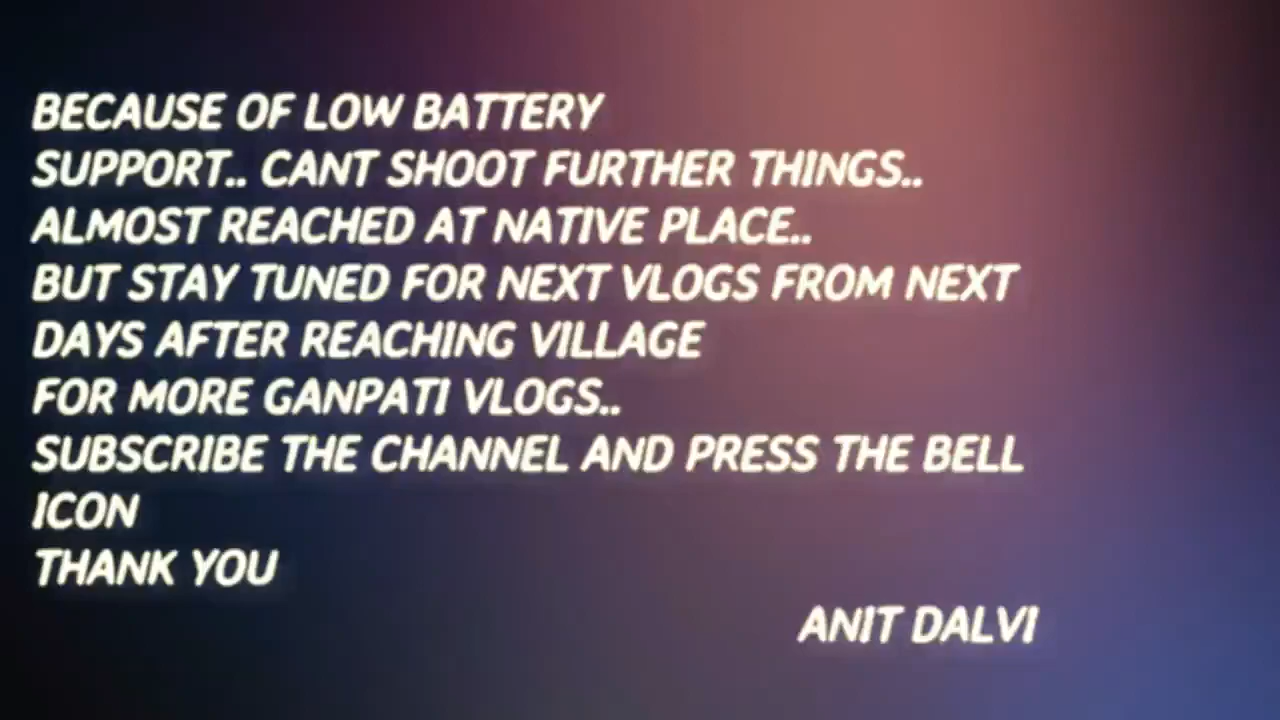 BECAUSE OF LOW BATTERY
SUPPORT.. CANT SHOOT FURTHER THINGS..
ALMOST REACHED AT NATIVE PLACE..
BUT STAY TUNED FOR NEXT VLOGS FROM NEXT
DAYS AFTER REACHING VILLAGE
FOR MORE GANPATI VLOGS..
SUBSCRIBE THE CHANNEL AND PRESS THE BELL
ICON
THANK YOU
ANIT DALVI